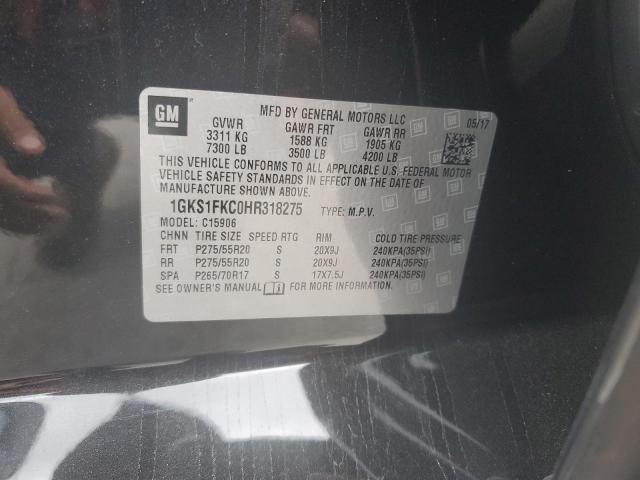 GM
MFD BY GENERAL MOTORS LLC 05/17
GVWR GAWR FRT GAWR RR
3311 KG 1588 KG 1905 KG
7300 LB 3500 LB 4200 LB
THIS VEHICLE CONFORMS TO ALL APPLICABLE U.S. FEDERAL MOTOR
VEHICLE SAFETY STANDARDS IN EFFECT ON THE DATE OF
MANUFACTURE SHOWN ABOVE.
1GKS1FKC0HR318275 TYPE: M.P.V.
MODEL: C15906
CHNN TIRE SIZE SPEED RTG RIM COLD TIRE PRESSURE
FRT P275/55R20 S 20X9J 240KPA(35PSI)
RR P275/55R20 S 20X9J 240KPA(35PSI)
SPA P265/70R17 S 17X7.5J 240KPA(35PSI)
SEE OWNER'S MANUAL FOR MORE INFORMATION.